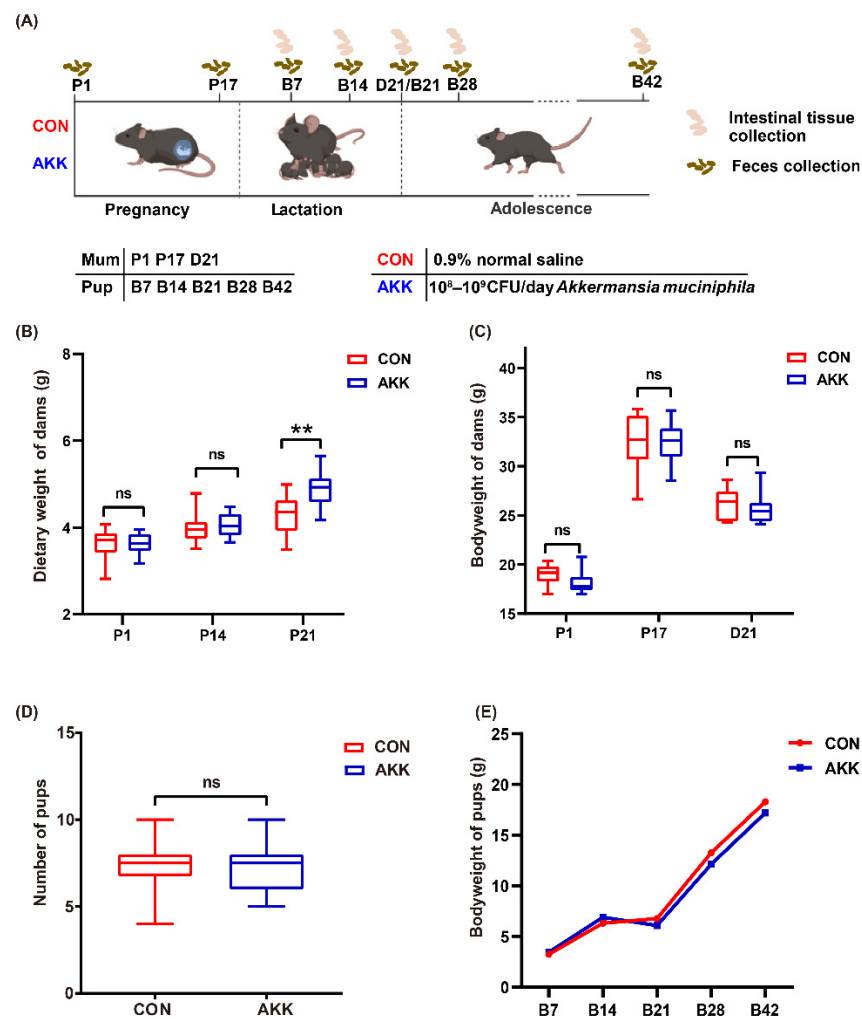 (A)
P1 P17 B7 B14 D21/B21 B28 B42
CON
AKK
Pregnancy Lactation Adolescence
Intestinal tissue
collection
Feces collection
Mum P1 P17 D21
Pup B7 B14 B21 B28 B42
CON 0.9% normal saline
AKK 10⁸–10⁹CFU/day Akkermansia muciniphila
(B)
Dietary weight of dams (g)
8
6
4
2
CON
AKK
ns
ns
**
P1 P14 P21
(C)
Bodyweight of dams (g)
40
35
30
25
20
15
CON
AKK
ns
ns
ns
P1 P17 D21
(D)
Number of pups
15
10
5
0
CON
AKK
ns
CON AKK
(E)
Bodyweight of pups (g)
25
20
15
10
5
0
CON
AKK
B7 B14 B21 B28 B42